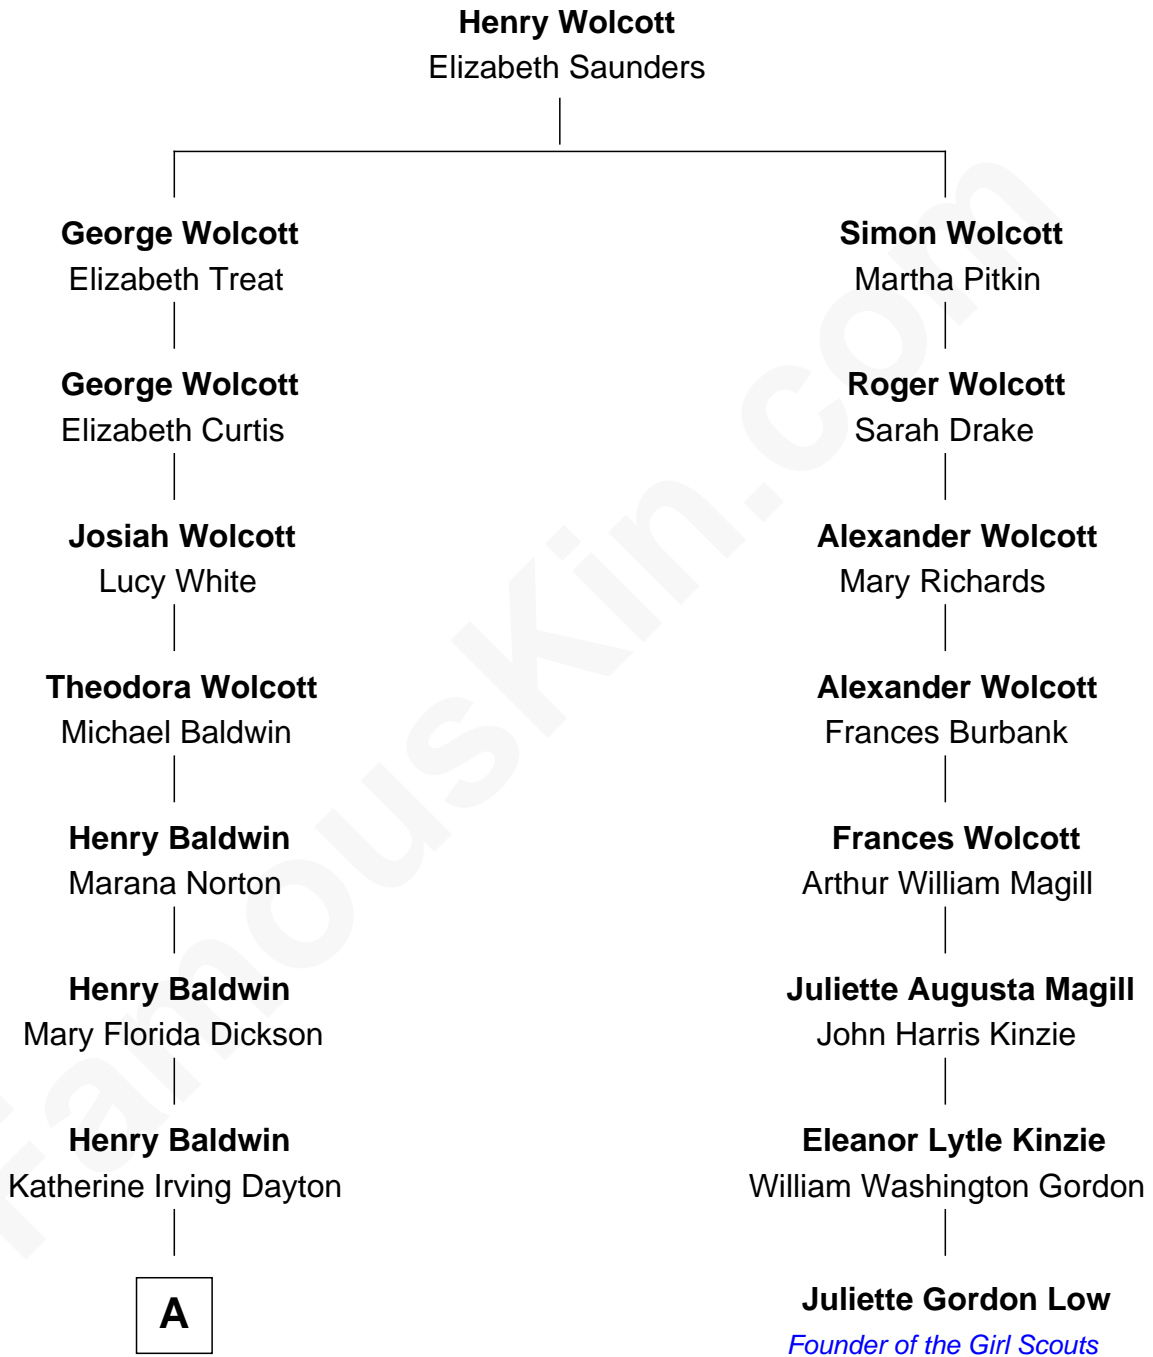 Henry Wolcott
Elizabeth Saunders
George Wolcott
Elizabeth Treat
Simon Wolcott
Martha Pitkin
George Wolcott
Elizabeth Curtis
Roger Wolcott
Sarah Drake
Josiah Wolcott
Lucy White
Alexander Wolcott
Mary Richards
Theodora Wolcott
Michael Baldwin
Alexander Wolcott
Frances Burbank
Henry Baldwin
Marana Norton
Frances Wolcott
Arthur William Magill
Henry Baldwin
Mary Florida Dickson
Juliette Augusta Magill
John Harris Kinzie
Henry Baldwin
Katherine Irving Dayton
Eleanor Lytle Kinzie
William Washington Gordon
A
Juliette Gordon Low
Founder of the Girl Scouts
FamousKin.com